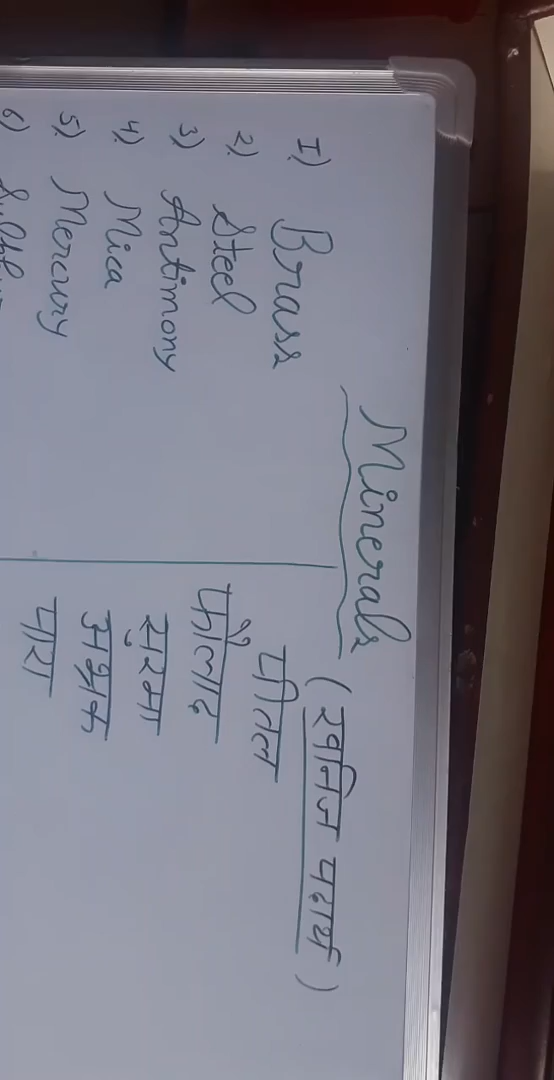 Minerals (खनिज पदार्थ)
1.) Brass पीतल
2.) Steel फौलाद
3.) Antimony सुरमा
4.) Mica अभ्रक
5.) Mercury पारा
6.)